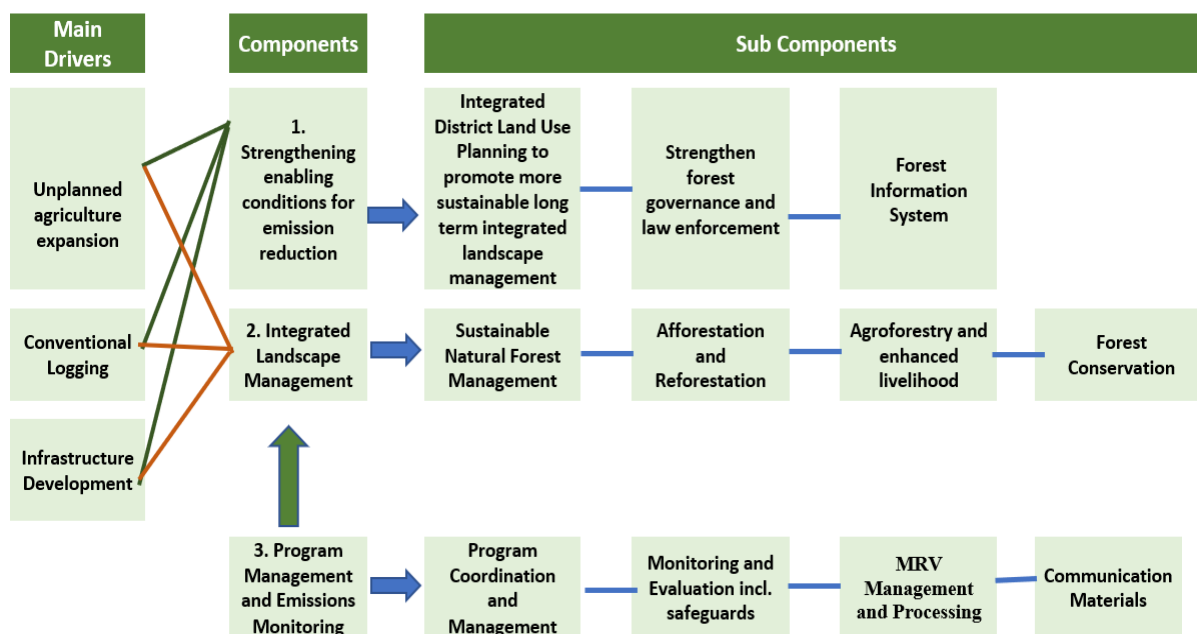 Main
Drivers
Components
Sub Components
Unplanned
agriculture
expansion
1.
Strengthening
enabling
conditions for
emission
reduction
Integrated
District Land Use
Planning to
promote more
sustainable long
term integrated
landscape
management
Strengthen
forest
governance and
law enforcement
Forest
Information
System
Conventional
Logging
2. Integrated
Landscape
Management
Sustainable
Natural Forest
Management
Afforestation
and
Reforestation
Agroforestry and
enhanced
livelihood
Forest
Conservation
Infrastructure
Development
3. Program
Management
and Emissions
Monitoring
Program
Coordination
and
Management
Monitoring and
Evaluation incl.
safeguards
MRV
Management
and Processing
Communication
Materials